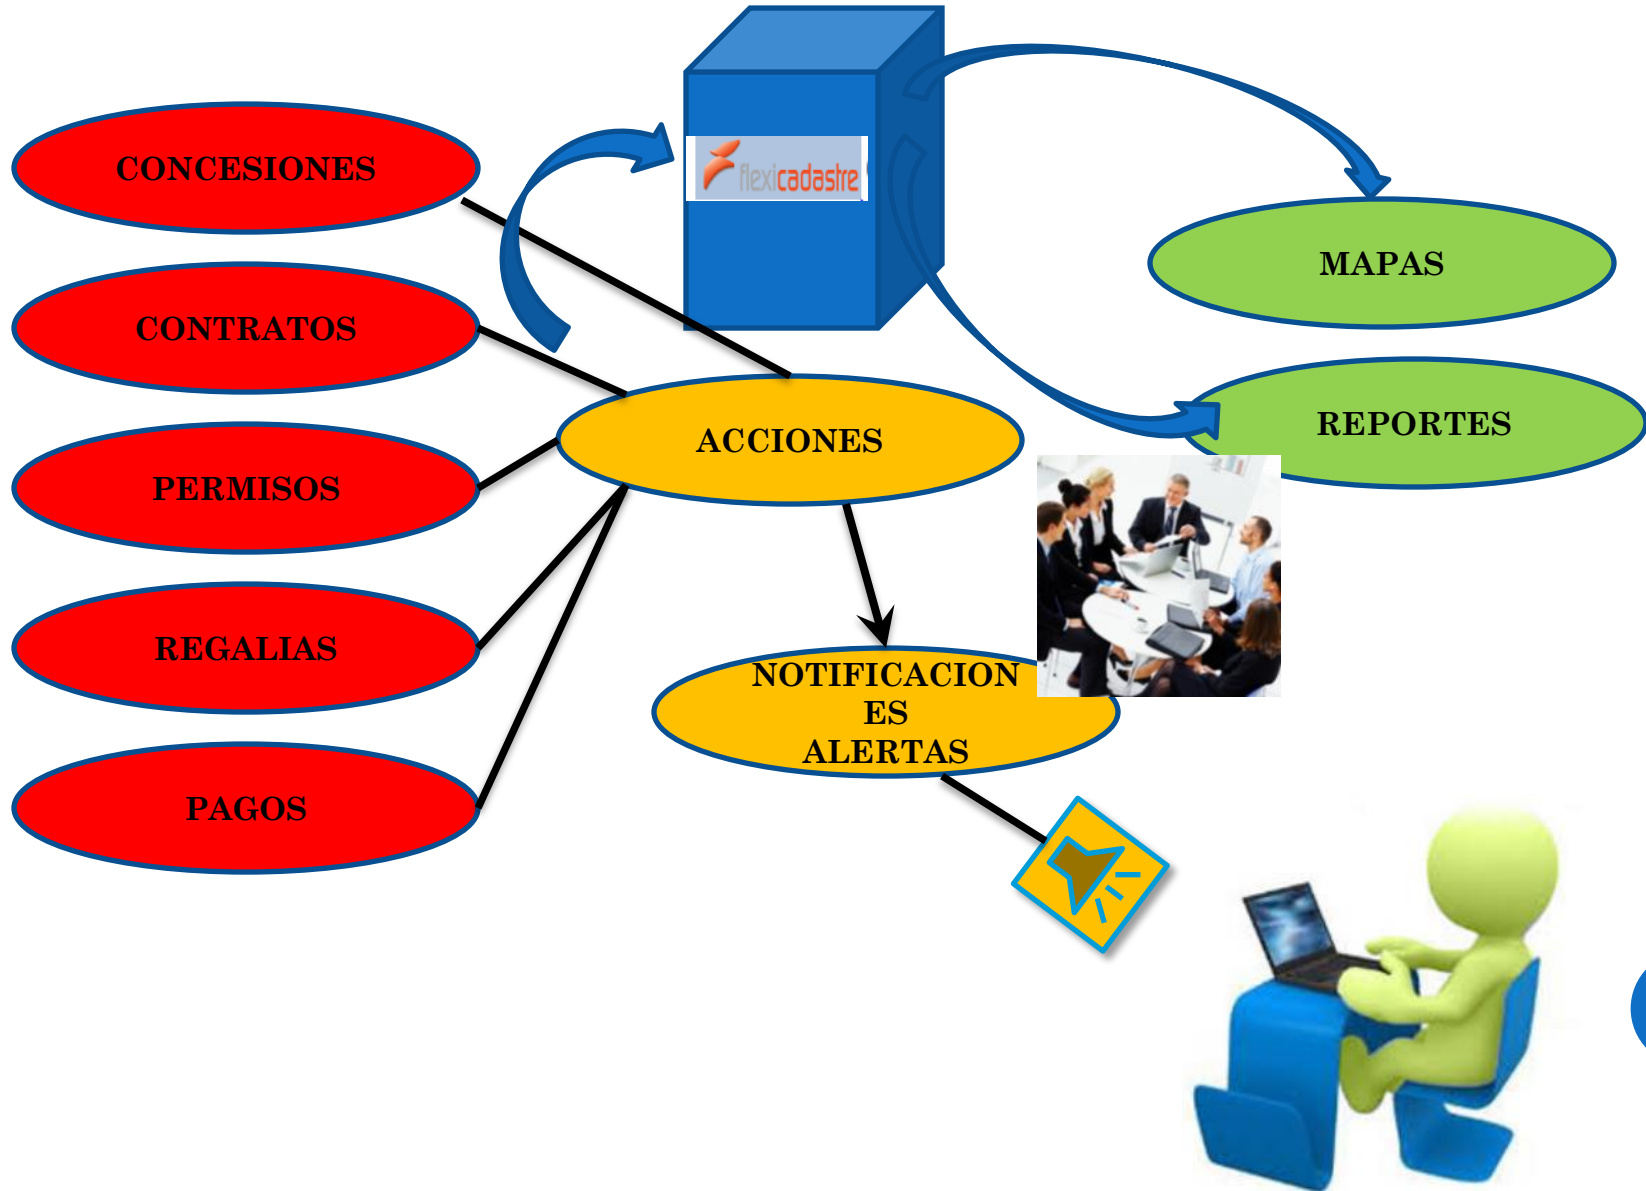 CONCESIONES
flexicadastre
MAPAS
CONTRATOS
REPORTES
ACCIONES
PERMISOS
REGALIAS
NOTIFICACION
ES
ALERTAS
PAGOS